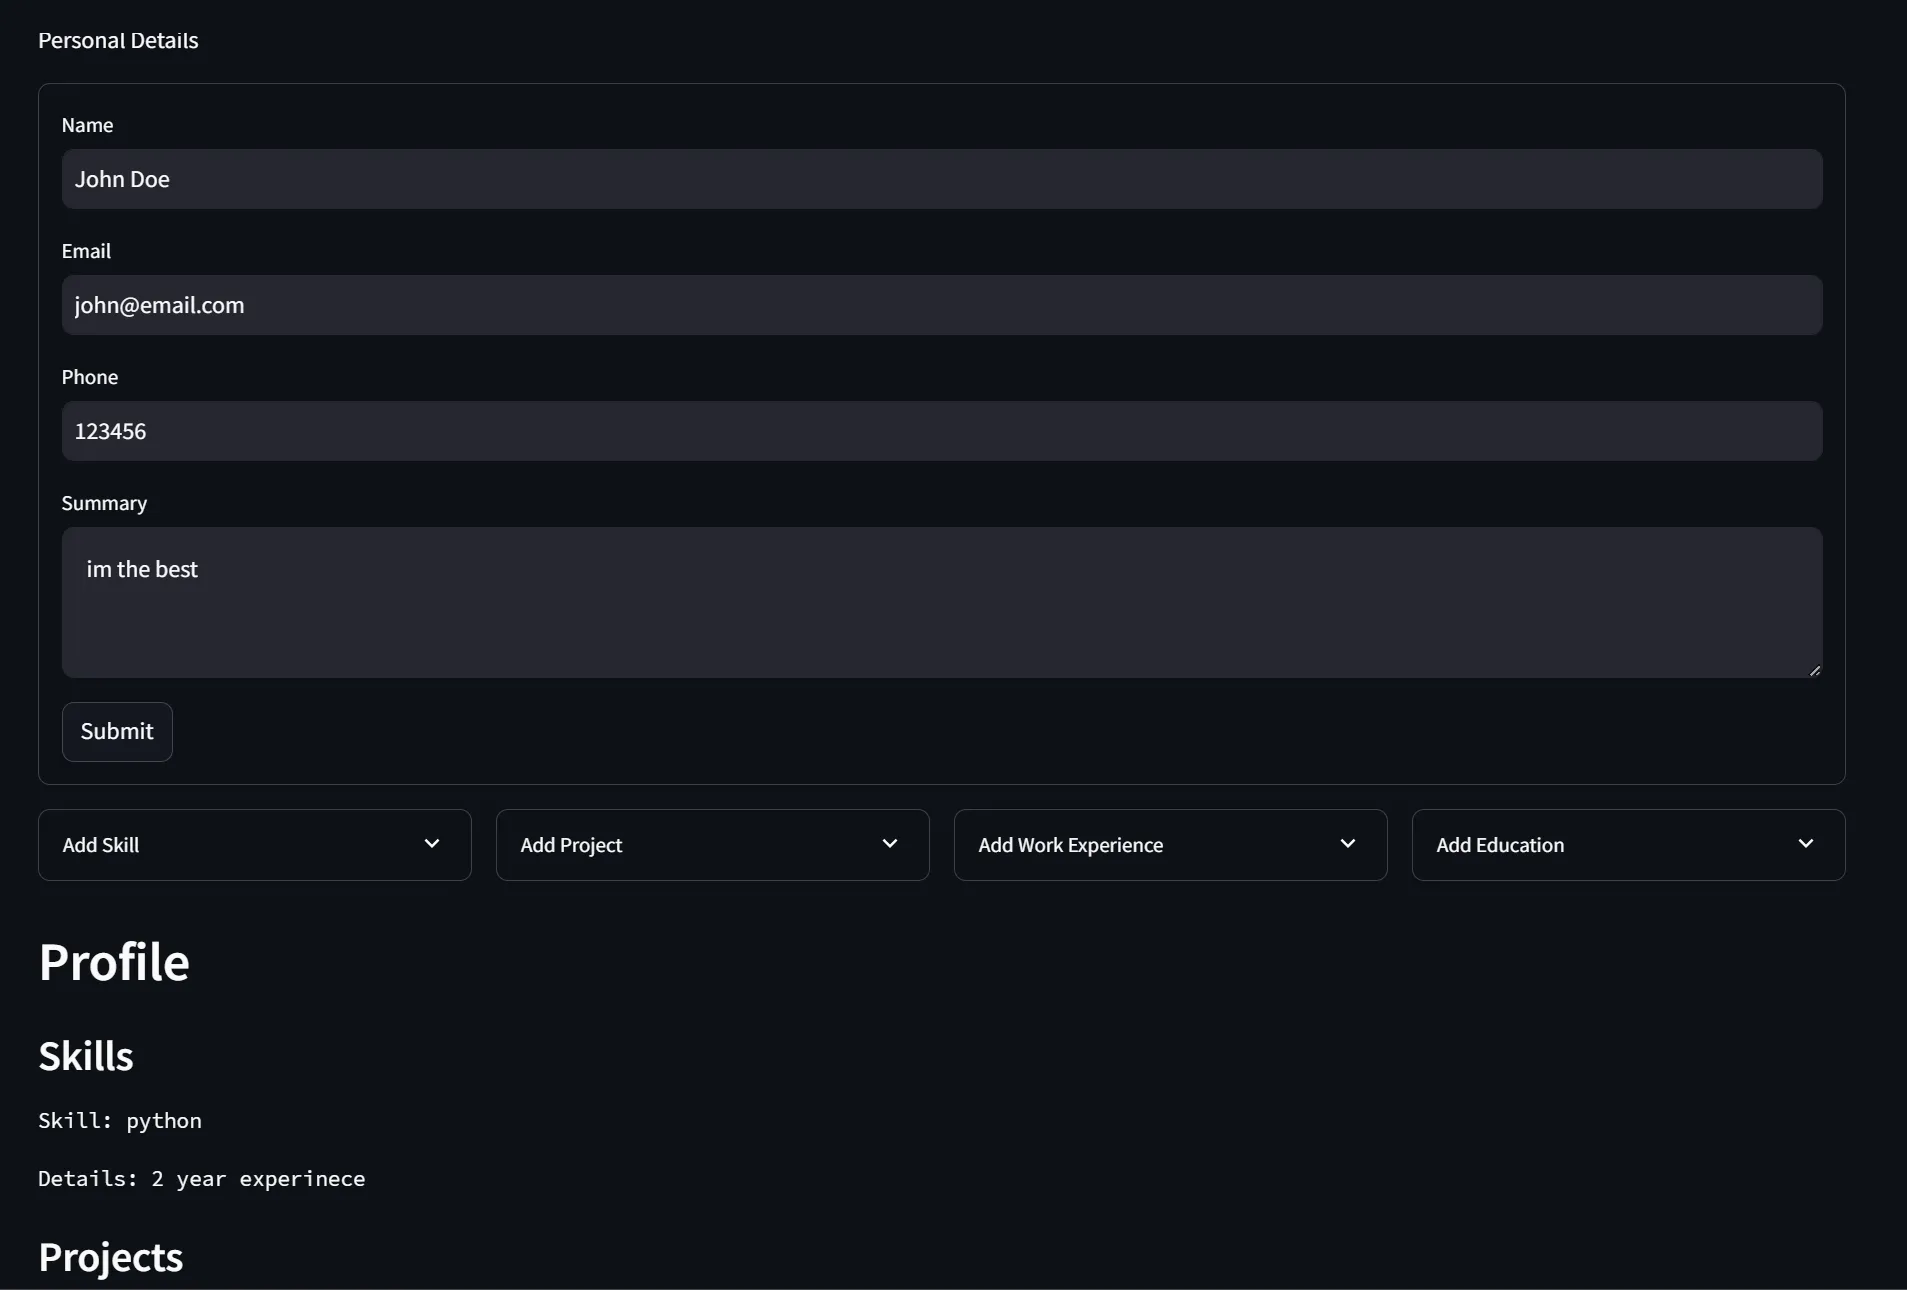 Personal Details
Name
John Doe
Email
john@email.com
Phone
123456
Summary
im the best
Submit
Add Skill
Add Project
Add Work Experience
Add Education
Profile
Skills
Skill: python
Details: 2 year experinece
Projects